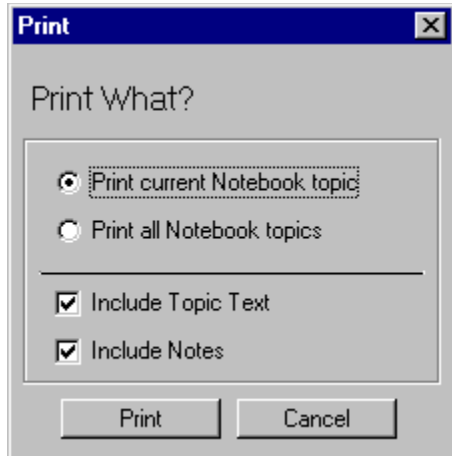 Print
Print What?
Print current Notebook topic
Print all Notebook topics
Include Topic Text
Include Notes
Print Cancel